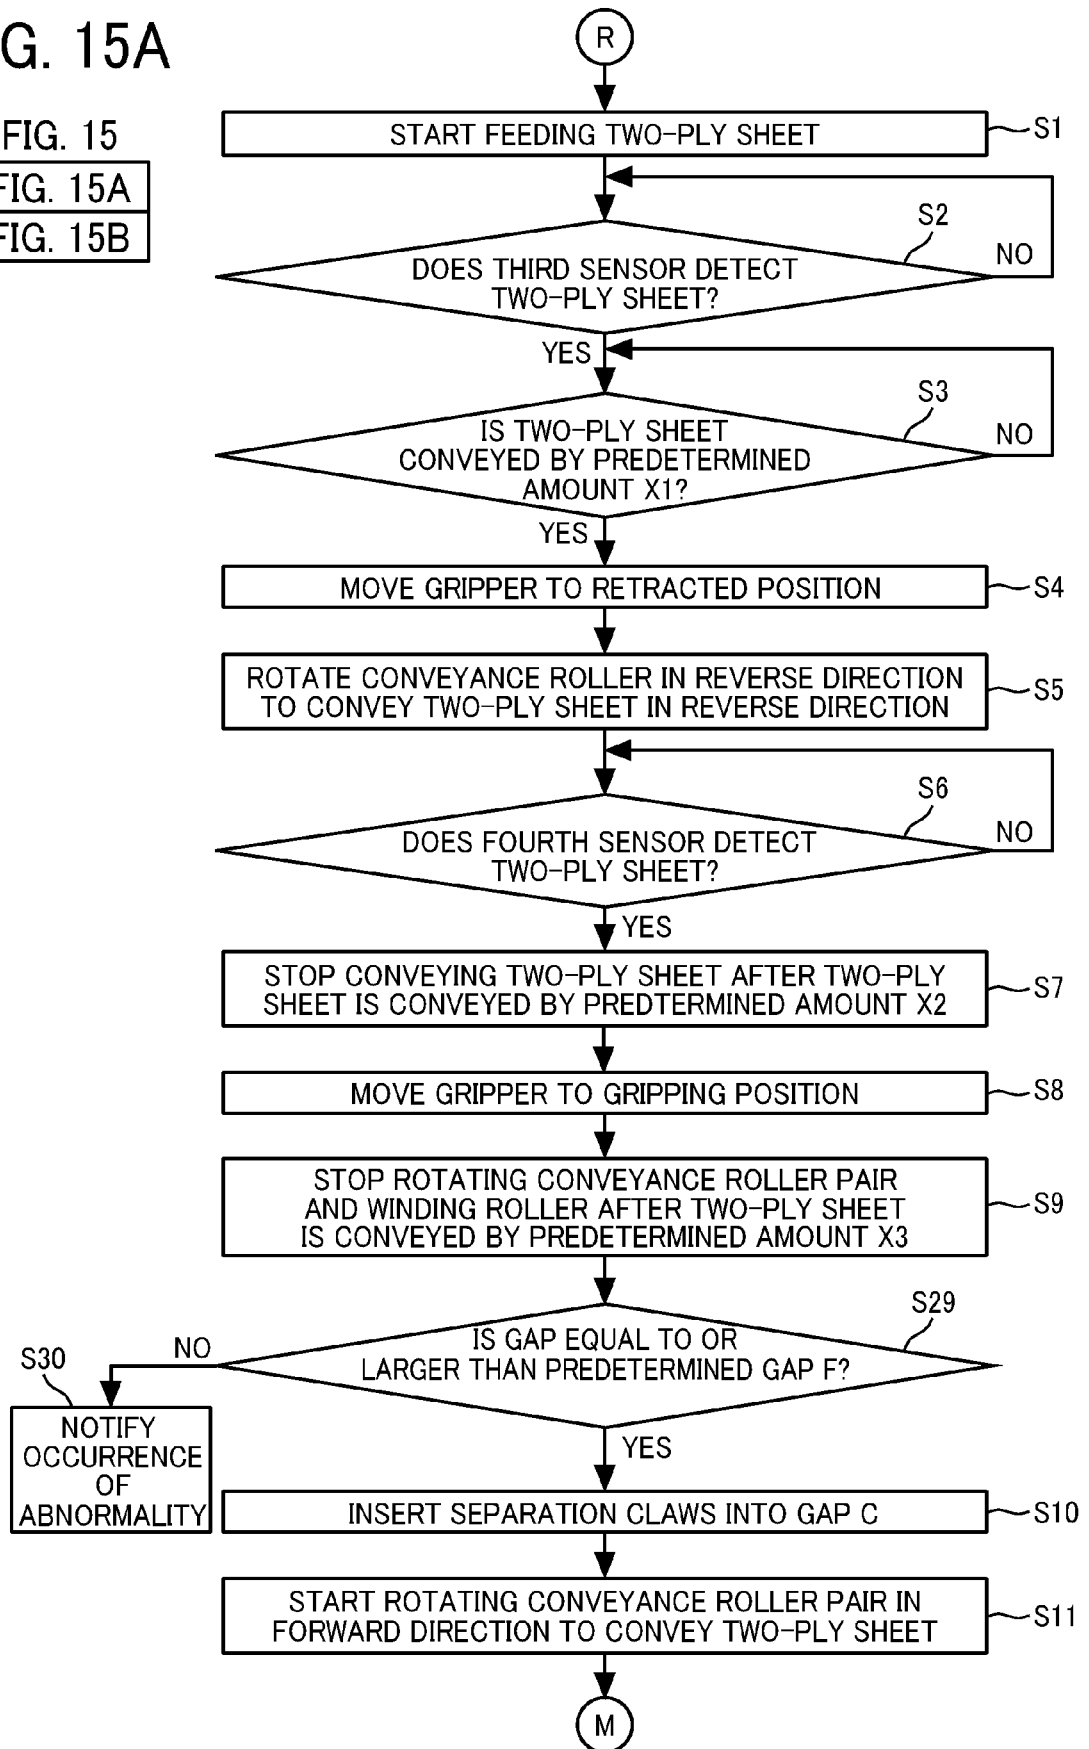 G. 15A
FIG. 15
FIG. 15A
FIG. 15B
R
START FEEDING TWO-PLY SHEET
S1
S2
DOES THIRD SENSOR DETECT
TWO-PLY SHEET?
NO
YES
S3
IS TWO-PLY SHEET
CONVEYED BY PREDETERMINED
AMOUNT X1?
NO
YES
MOVE GRIPPER TO RETRACTED POSITION
S4
ROTATE CONVEYANCE ROLLER IN REVERSE DIRECTION
TO CONVEY TWO-PLY SHEET IN REVERSE DIRECTION
S5
S6
DOES FOURTH SENSOR DETECT
TWO-PLY SHEET?
NO
YES
STOP CONVEYING TWO-PLY SHEET AFTER TWO-PLY
SHEET IS CONVEYED BY PREDTERMINED AMOUNT X2
S7
MOVE GRIPPER TO GRIPPING POSITION
S8
STOP ROTATING CONVEYANCE ROLLER PAIR
AND WINDING ROLLER AFTER TWO-PLY SHEET
IS CONVEYED BY PREDETERMINED AMOUNT X3
S9
S29
IS GAP EQUAL TO OR
LARGER THAN PREDETERMINED GAP F?
NO
S30
NOTIFY
OCCURRENCE
OF
ABNORMALITY
YES
INSERT SEPARATION CLAWS INTO GAP C
S10
START ROTATING CONVEYANCE ROLLER PAIR IN
FORWARD DIRECTION TO CONVEY TWO-PLY SHEET
S11
M